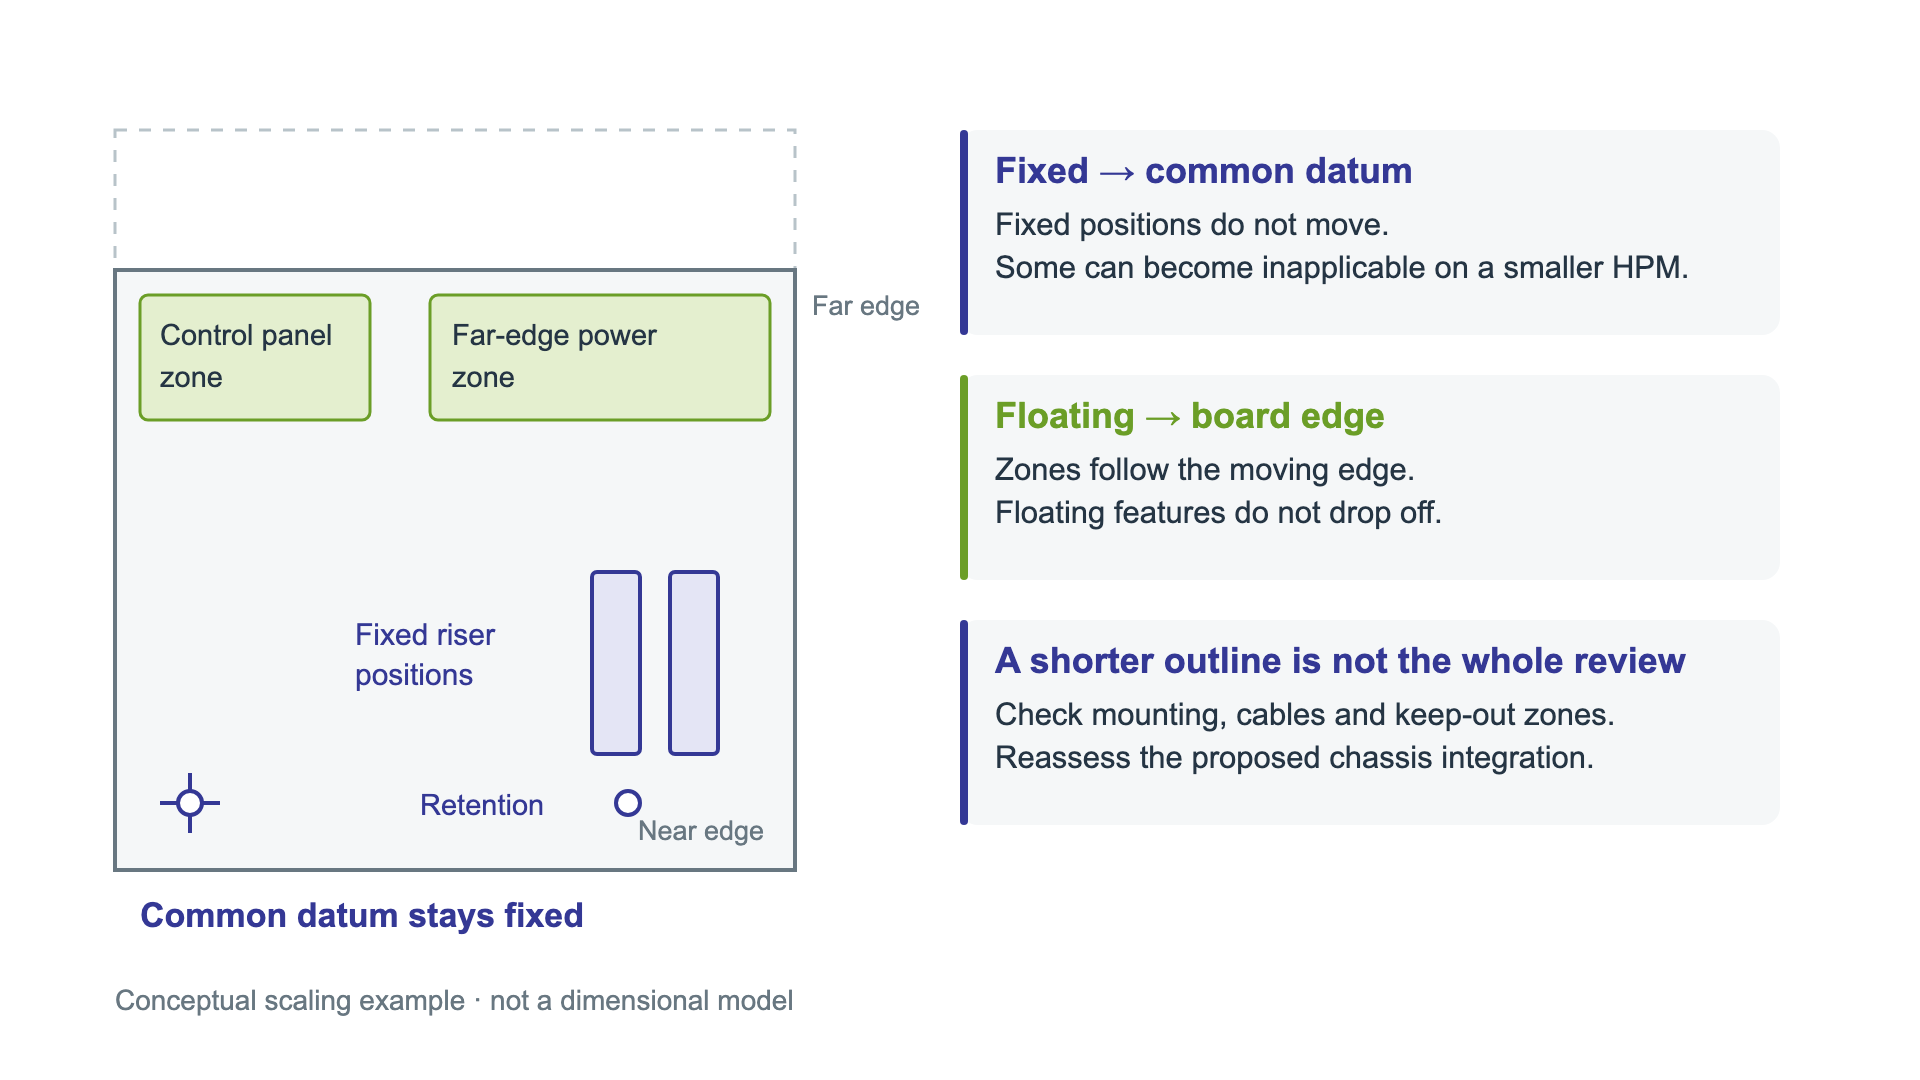 Far edge
Control panel
zone
Far-edge power
zone
Fixed riser
positions
Retention
Near edge
Common datum stays fixed
Conceptual scaling example · not a dimensional model
Fixed → common datum
Fixed positions do not move.
Some can become inapplicable on a smaller HPM.
Floating → board edge
Zones follow the moving edge.
Floating features do not drop off.
A shorter outline is not the whole review
Check mounting, cables and keep-out zones.
Reassess the proposed chassis integration.